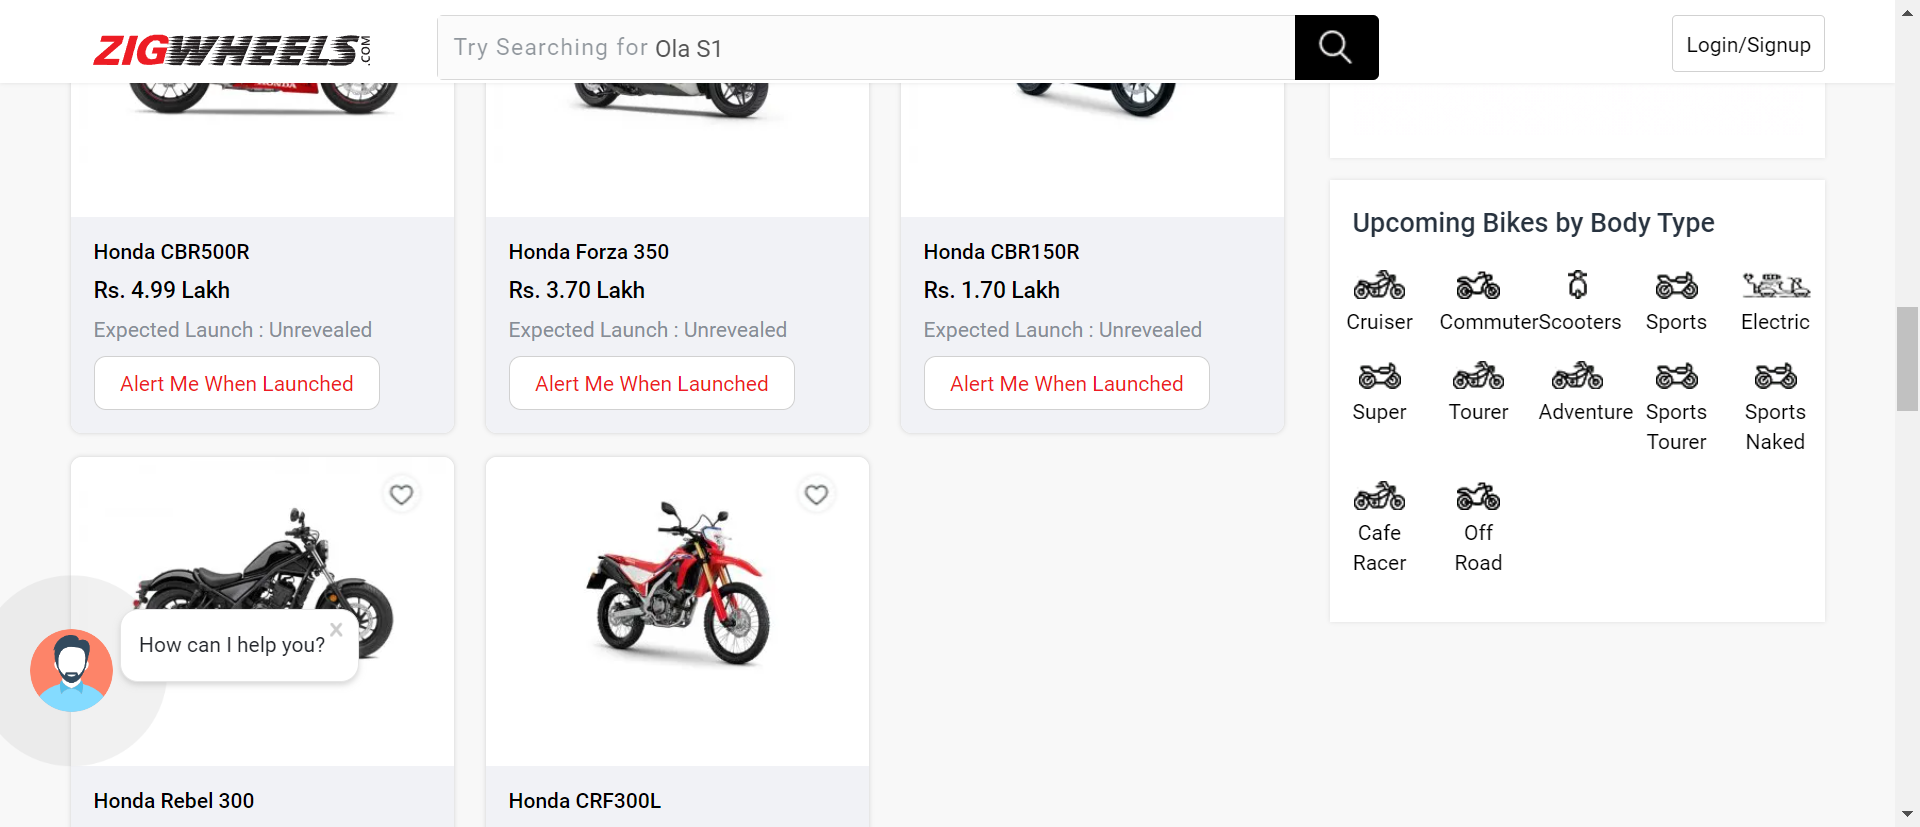 ZIGWHEELS.COM
Try Searching for Ola S1
Login/Signup
HONDA
Honda CBR500R
Rs. 4.99 Lakh
Expected Launch : Unrevealed
Alert Me When Launched
Honda Forza 350
Rs. 3.70 Lakh
Expected Launch : Unrevealed
Alert Me When Launched
Honda CBR150R
Rs. 1.70 Lakh
Expected Launch : Unrevealed
Alert Me When Launched
Upcoming Bikes by Body Type
Cruiser
Commuter
Scooters
Sports
Electric
Super
Tourer
Adventure
Sports
Tourer
Sports
Naked
Cafe
Racer
Off
Road
How can I help you?
Honda Rebel 300
Honda CRF300L